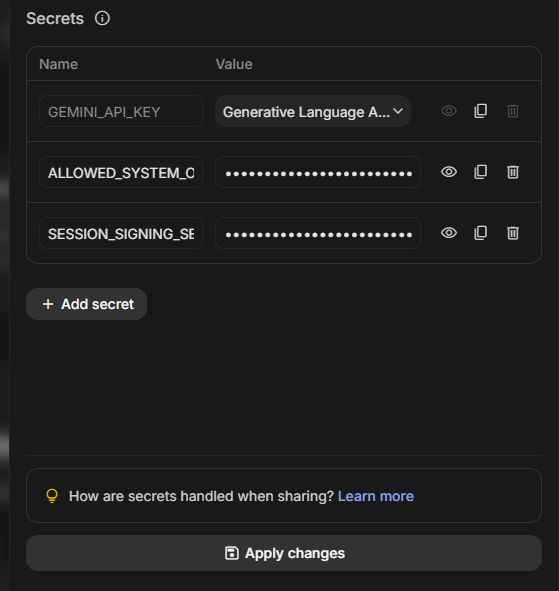 Secrets
Name Value
GEMINI_API_KEY Generative Language A...
ALLOWED_SYSTEM_O ••••••••••••••••••••••••
SESSION_SIGNING_SE ••••••••••••••••••••••••
+ Add secret
How are secrets handled when sharing? Learn more
Apply changes